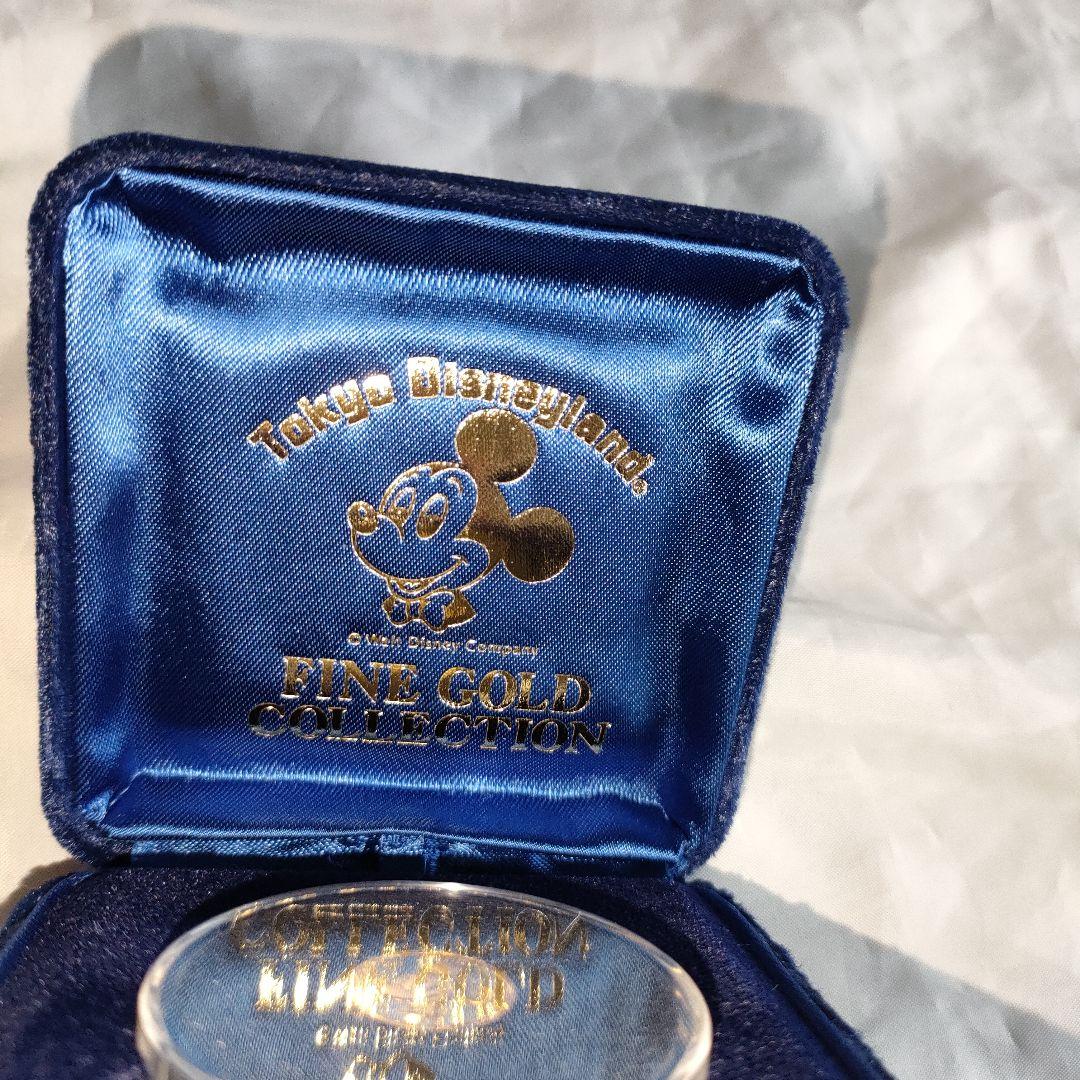 Tokyo Disneyland®
© Walt Disney Company
FINE GOLD
COLLECTION